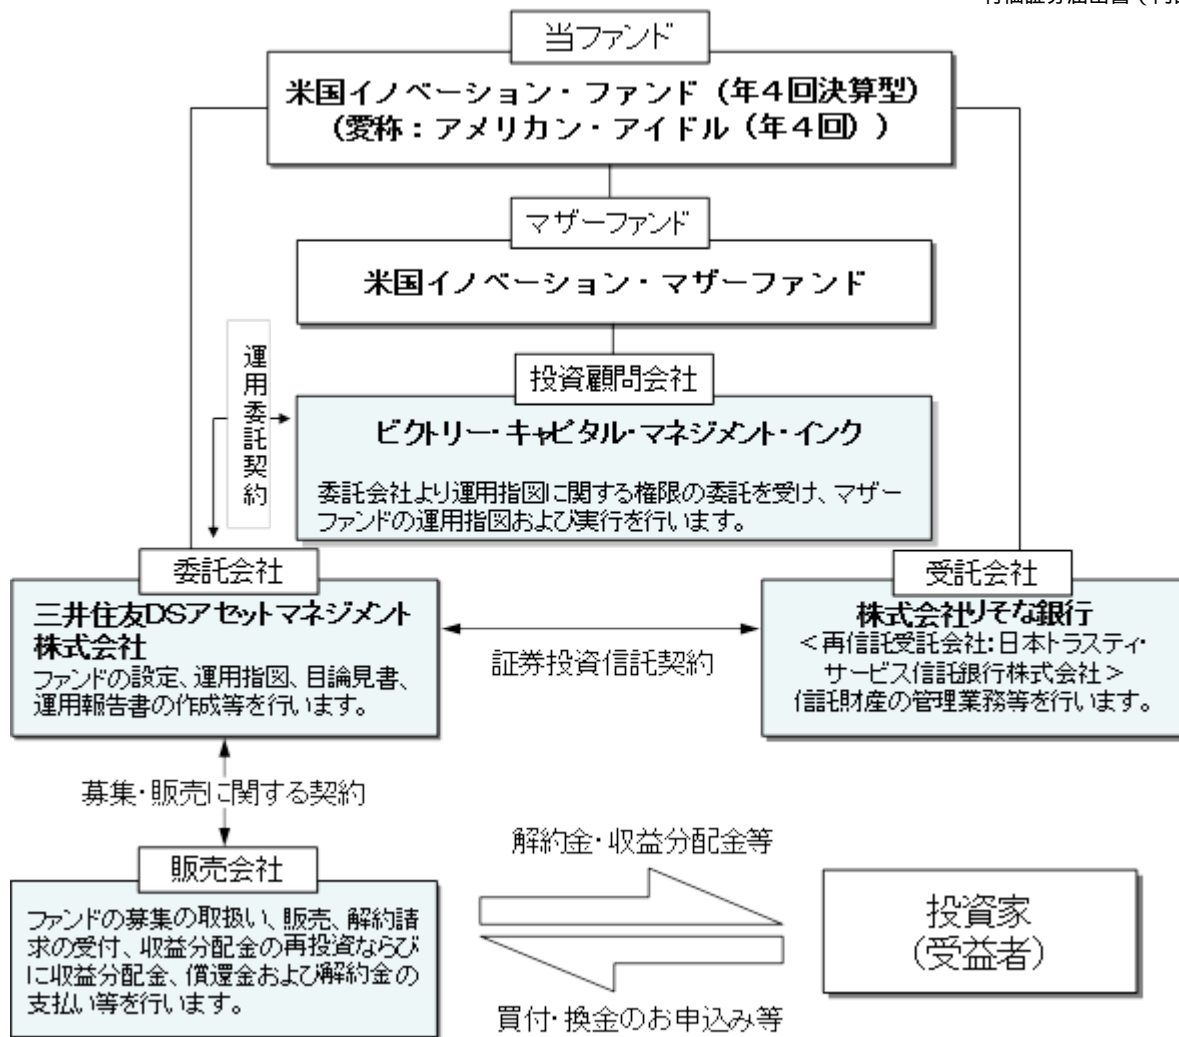 当ファンド
米国イノベーション・ファンド（年４回決算型）
（愛称：アメリカン・アイドル（年４回））
マザーファンド
米国イノベーション・マザーファンド
運用委託契約
投資顧問会社
ビクトリー・キャピタル・マネジメント・インク
委託会社より運用指図に関する権限の委託を受け、マザー
ファンドの運用指図および実行を行います。
委託会社
三井住友DSアセットマネジメント
株式会社
ファンドの設定、運用指図、目論見書、
運用報告書の作成等を行います。
証券投資信託契約
受託会社
株式会社りそな銀行
＜再信託受託会社：日本トラスティ・
サービス信託銀行株式会社＞
信託財産の管理業務等を行います。
募集・販売に関する契約
販売会社
ファンドの募集の取扱い、販売、解約請
求の受付、収益分配金の再投資ならび
に収益分配金、償還金および解約金の
支払い等を行います。
解約金・収益分配金等
買付・換金のお申込み等
投資家
（受益者）